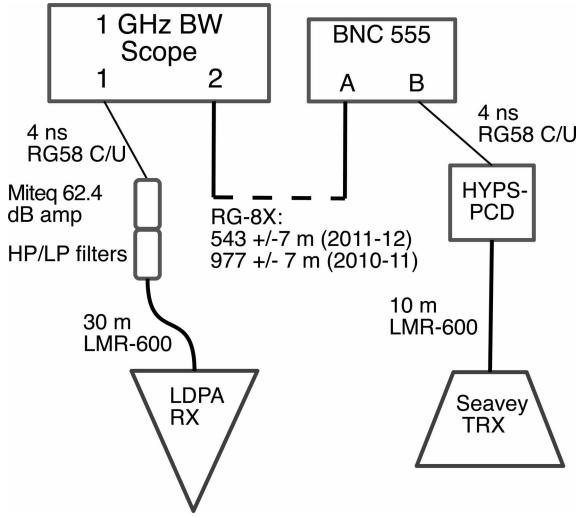 1 GHz BW
Scope
1 2
BNC 555
A B
4 ns
RG58 C/U
4 ns
RG58 C/U
Miteq 62.4
dB amp
HP/LP filters
HYPS-
PCD
RG-8X:
543 +/-7 m (2011-12)
977 +/- 7 m (2010-11)
30 m
LMR-600
10 m
LMR-600
LDPA
RX
Seavey
TRX